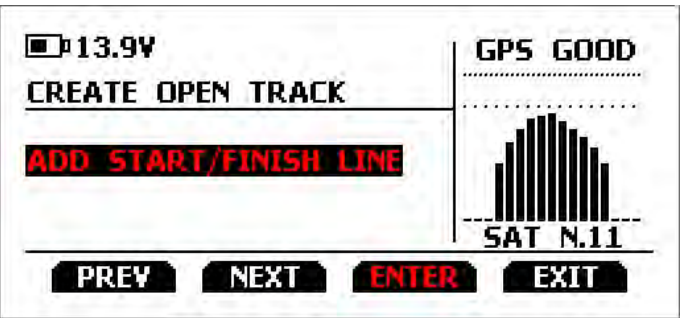 13.9V
GPS GOOD
CREATE OPEN TRACK
ADD START/FINISH LINE
SAT N.11
PREV NEXT ENTER EXIT